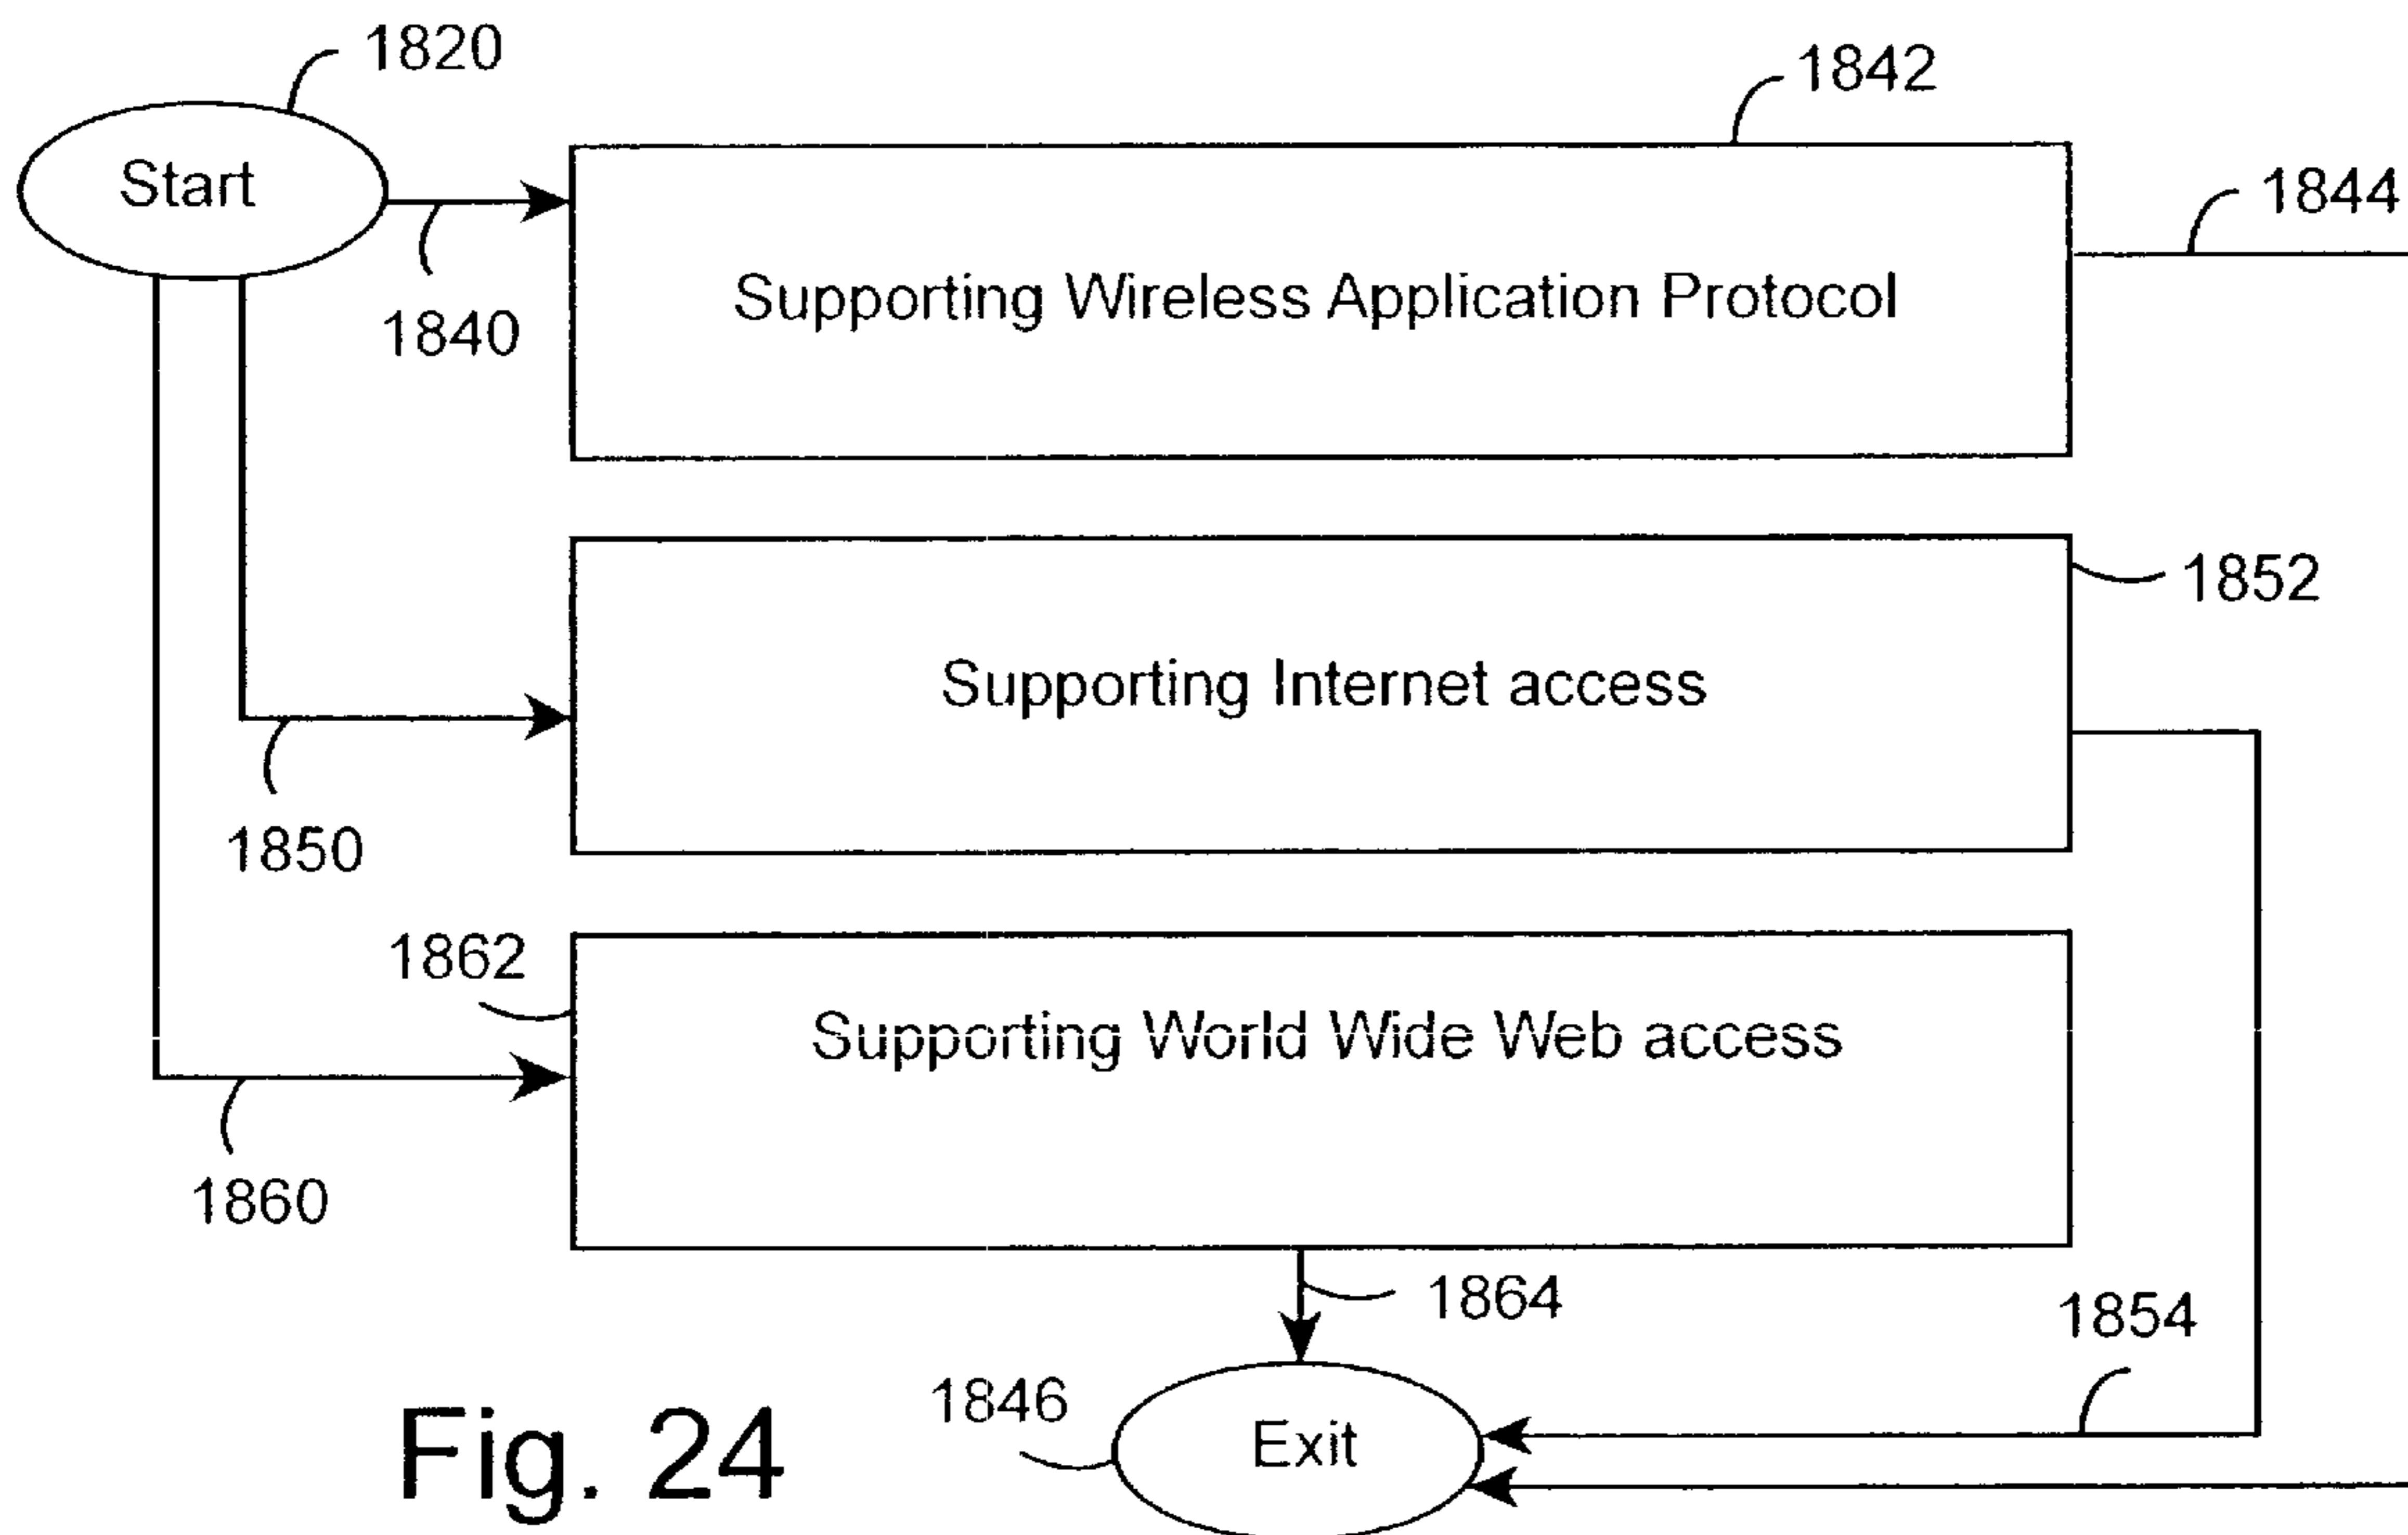 1820
1842
Start
1844
1840
Supporting Wireless Application Protocol
1852
Supporting Internet access
1850
1862
Supporting World Wide Web access
1860
1864
1854
1846
Exit
Fig. 24